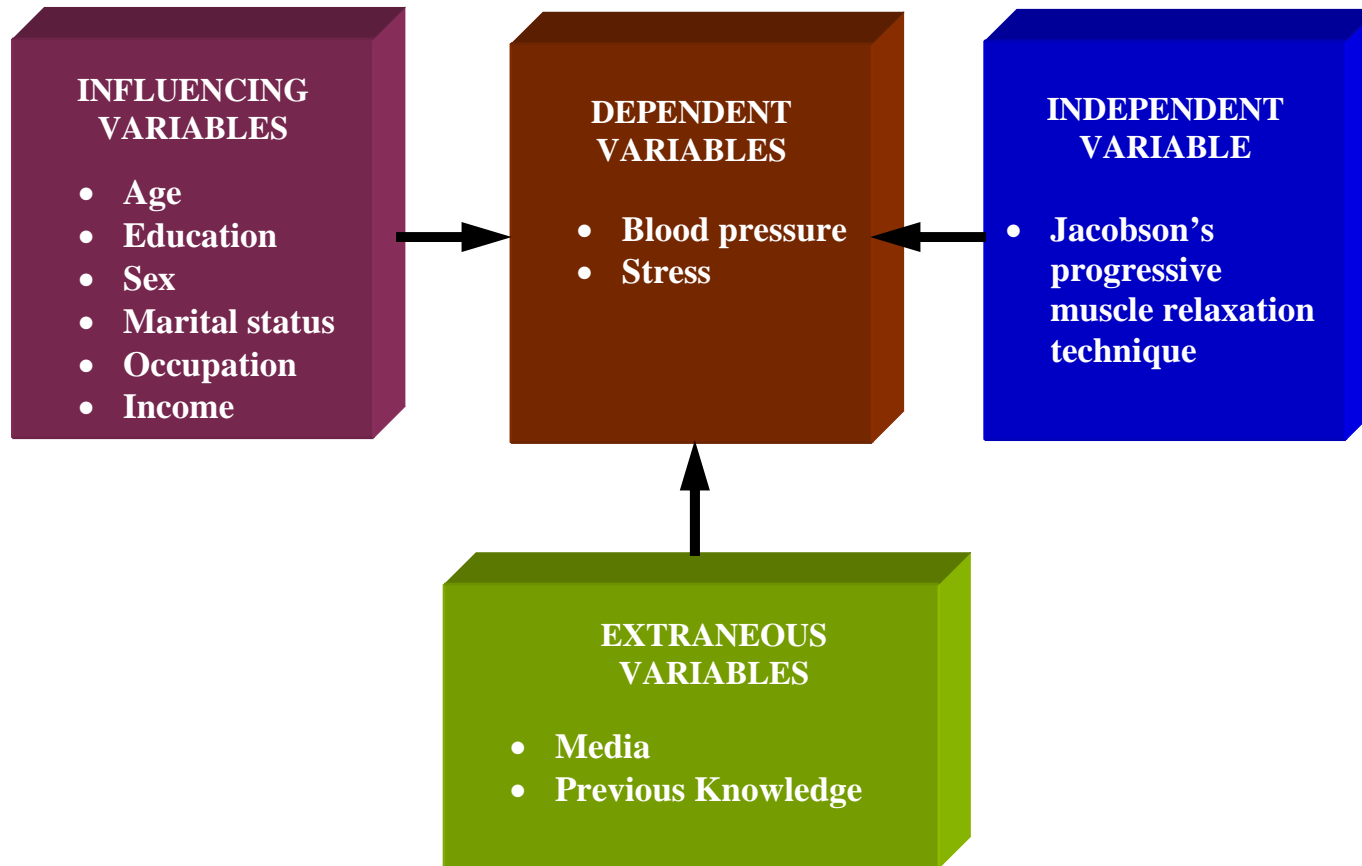 INFLUENCING
VARIABLES
• Age
• Education
• Sex
• Marital status
• Occupation
• Income
DEPENDENT
VARIABLES
• Blood pressure
• Stress
INDEPENDENT
VARIABLE
• Jacobson’s
progressive
muscle relaxation
technique
EXTRANEOUS
VARIABLES
• Media
• Previous Knowledge